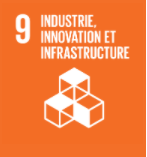 9 INDUSTRIE,
INNOVATION ET
INFRASTRUCTURE